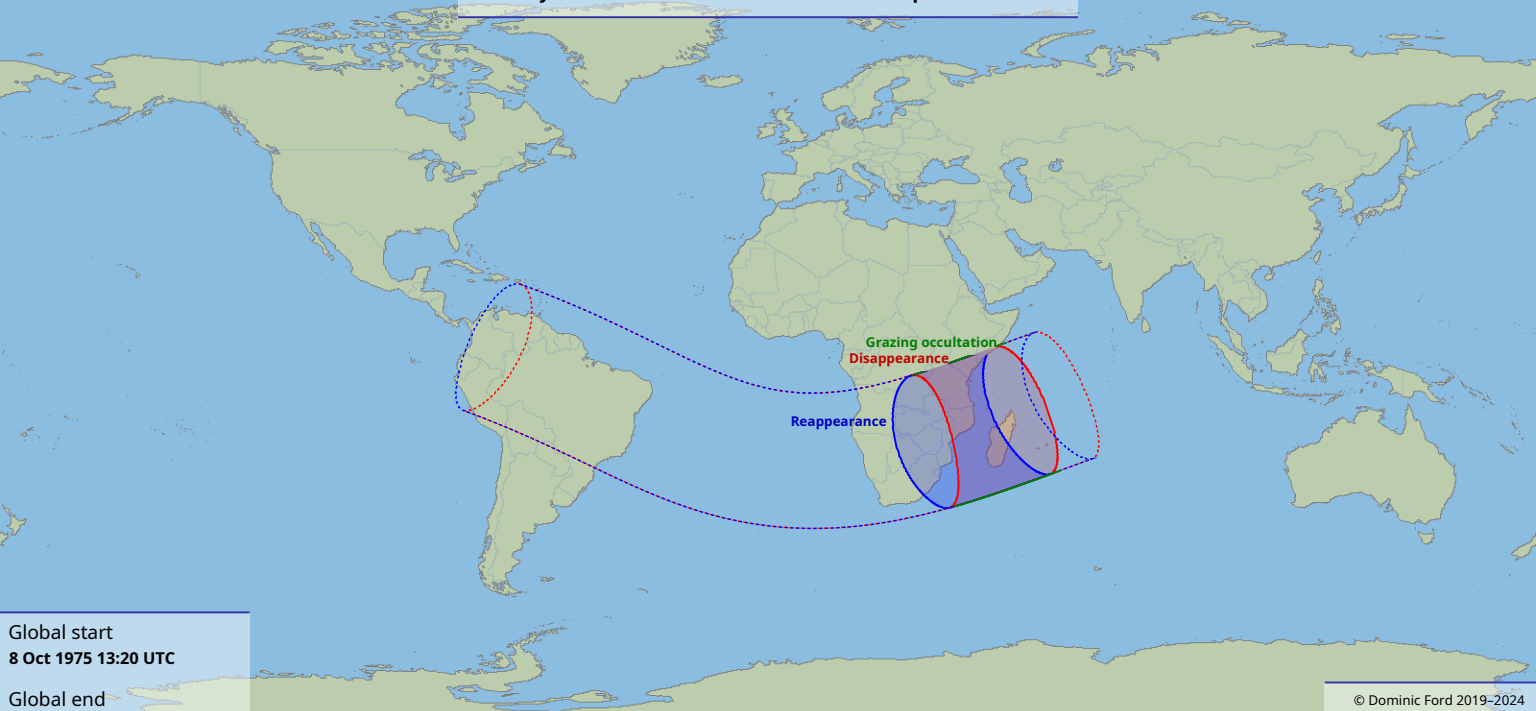 Grazing occultation
Disappearance
Reappearance
Global start
8 Oct 1975 13:20 UTC
Global end
© Dominic Ford 2019–2024